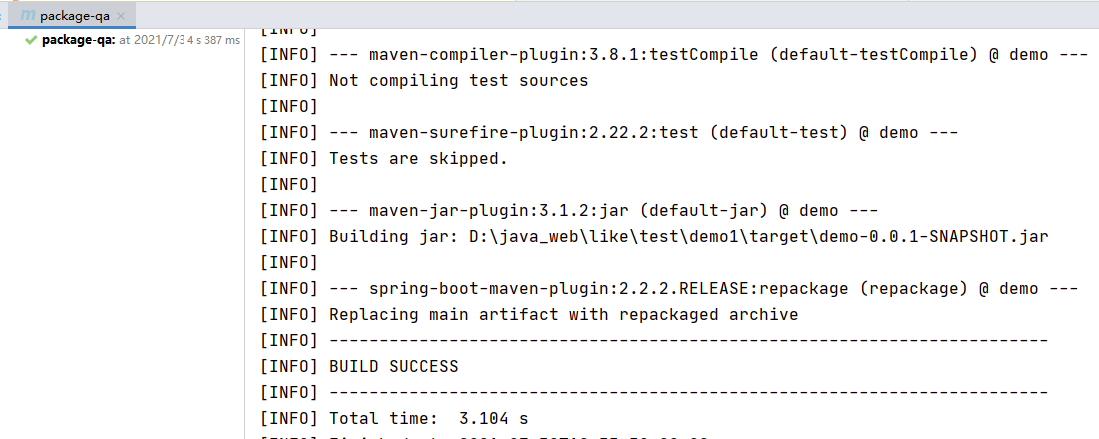 package-qa
package-qa: at 2021/7/3 4 s 387 ms
[INFO]
[INFO] --- maven-compiler-plugin:3.8.1:testCompile (default-testCompile) @ demo ---
[INFO] Not compiling test sources
[INFO]
[INFO] --- maven-surefire-plugin:2.22.2:test (default-test) @ demo ---
[INFO] Tests are skipped.
[INFO]
[INFO] --- maven-jar-plugin:3.1.2:jar (default-jar) @ demo ---
[INFO] Building jar: D:\java_web\like\test\demo1\target\demo-0.0.1-SNAPSHOT.jar
[INFO]
[INFO] --- spring-boot-maven-plugin:2.2.2.RELEASE:repackage (repackage) @ demo ---
[INFO] Replacing main artifact with repackaged archive
[INFO] ------------------------------------------------------------------------
[INFO] BUILD SUCCESS
[INFO] ------------------------------------------------------------------------
[INFO] Total time:  3.104 s
[INFO]